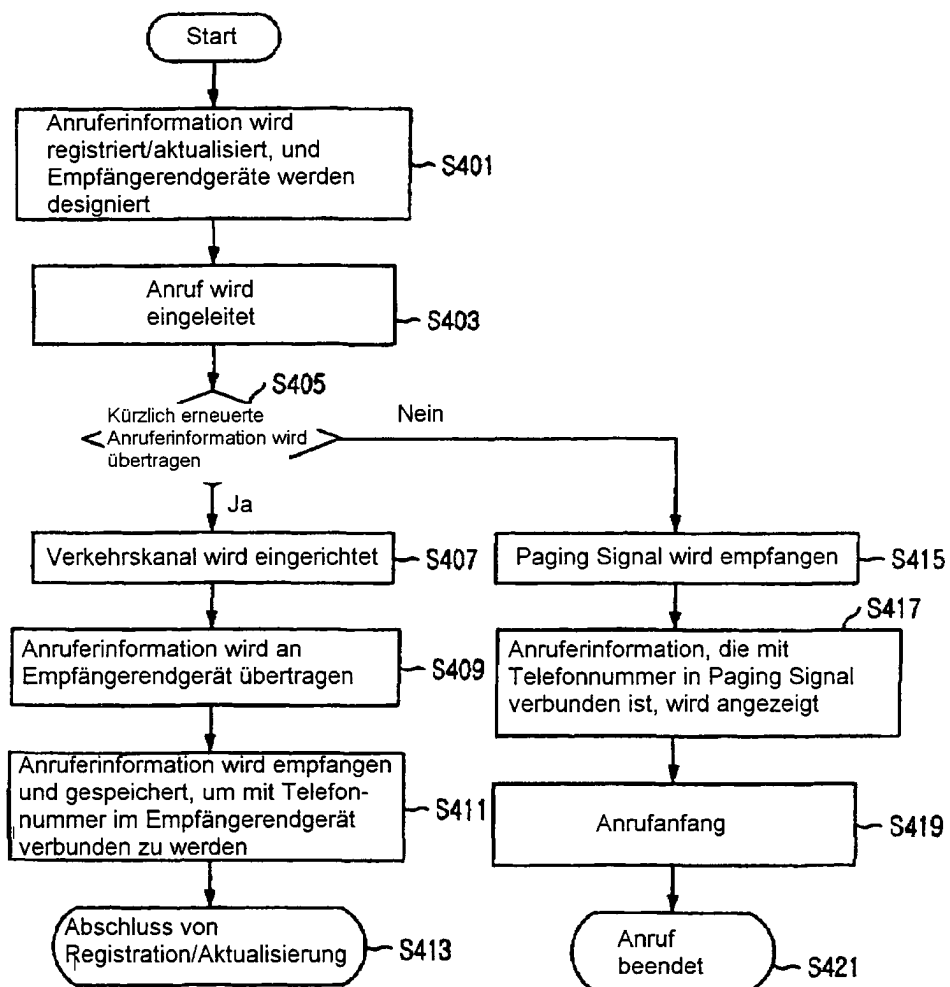 Start
Anruferinformation wird
registriert/aktualisiert, und
Empfängerendgeräte werden
designiert
S401
Anruf wird
eingeleitet
S403
S405
Kürzlich erneuerte
Anruferinformation wird
übertragen
Nein
Ja
Verkehrskanal wird eingerichtet
S407
Paging Signal wird empfangen
S415
S417
Anruferinformation wird an
Empfängerendgerät übertragen
S409
Anruferinformation, die mit
Telefonnummer in Paging Signal
verbunden ist, wird angezeigt
Anruferinformation wird empfangen
und gespeichert, um mit Telefon-
nummer im Empfängerendgerät
verbunden zu werden
S411
Anrufanfang
S419
Abschluss von
Registration/Aktualisierung
S413
Anruf
beendet
S421